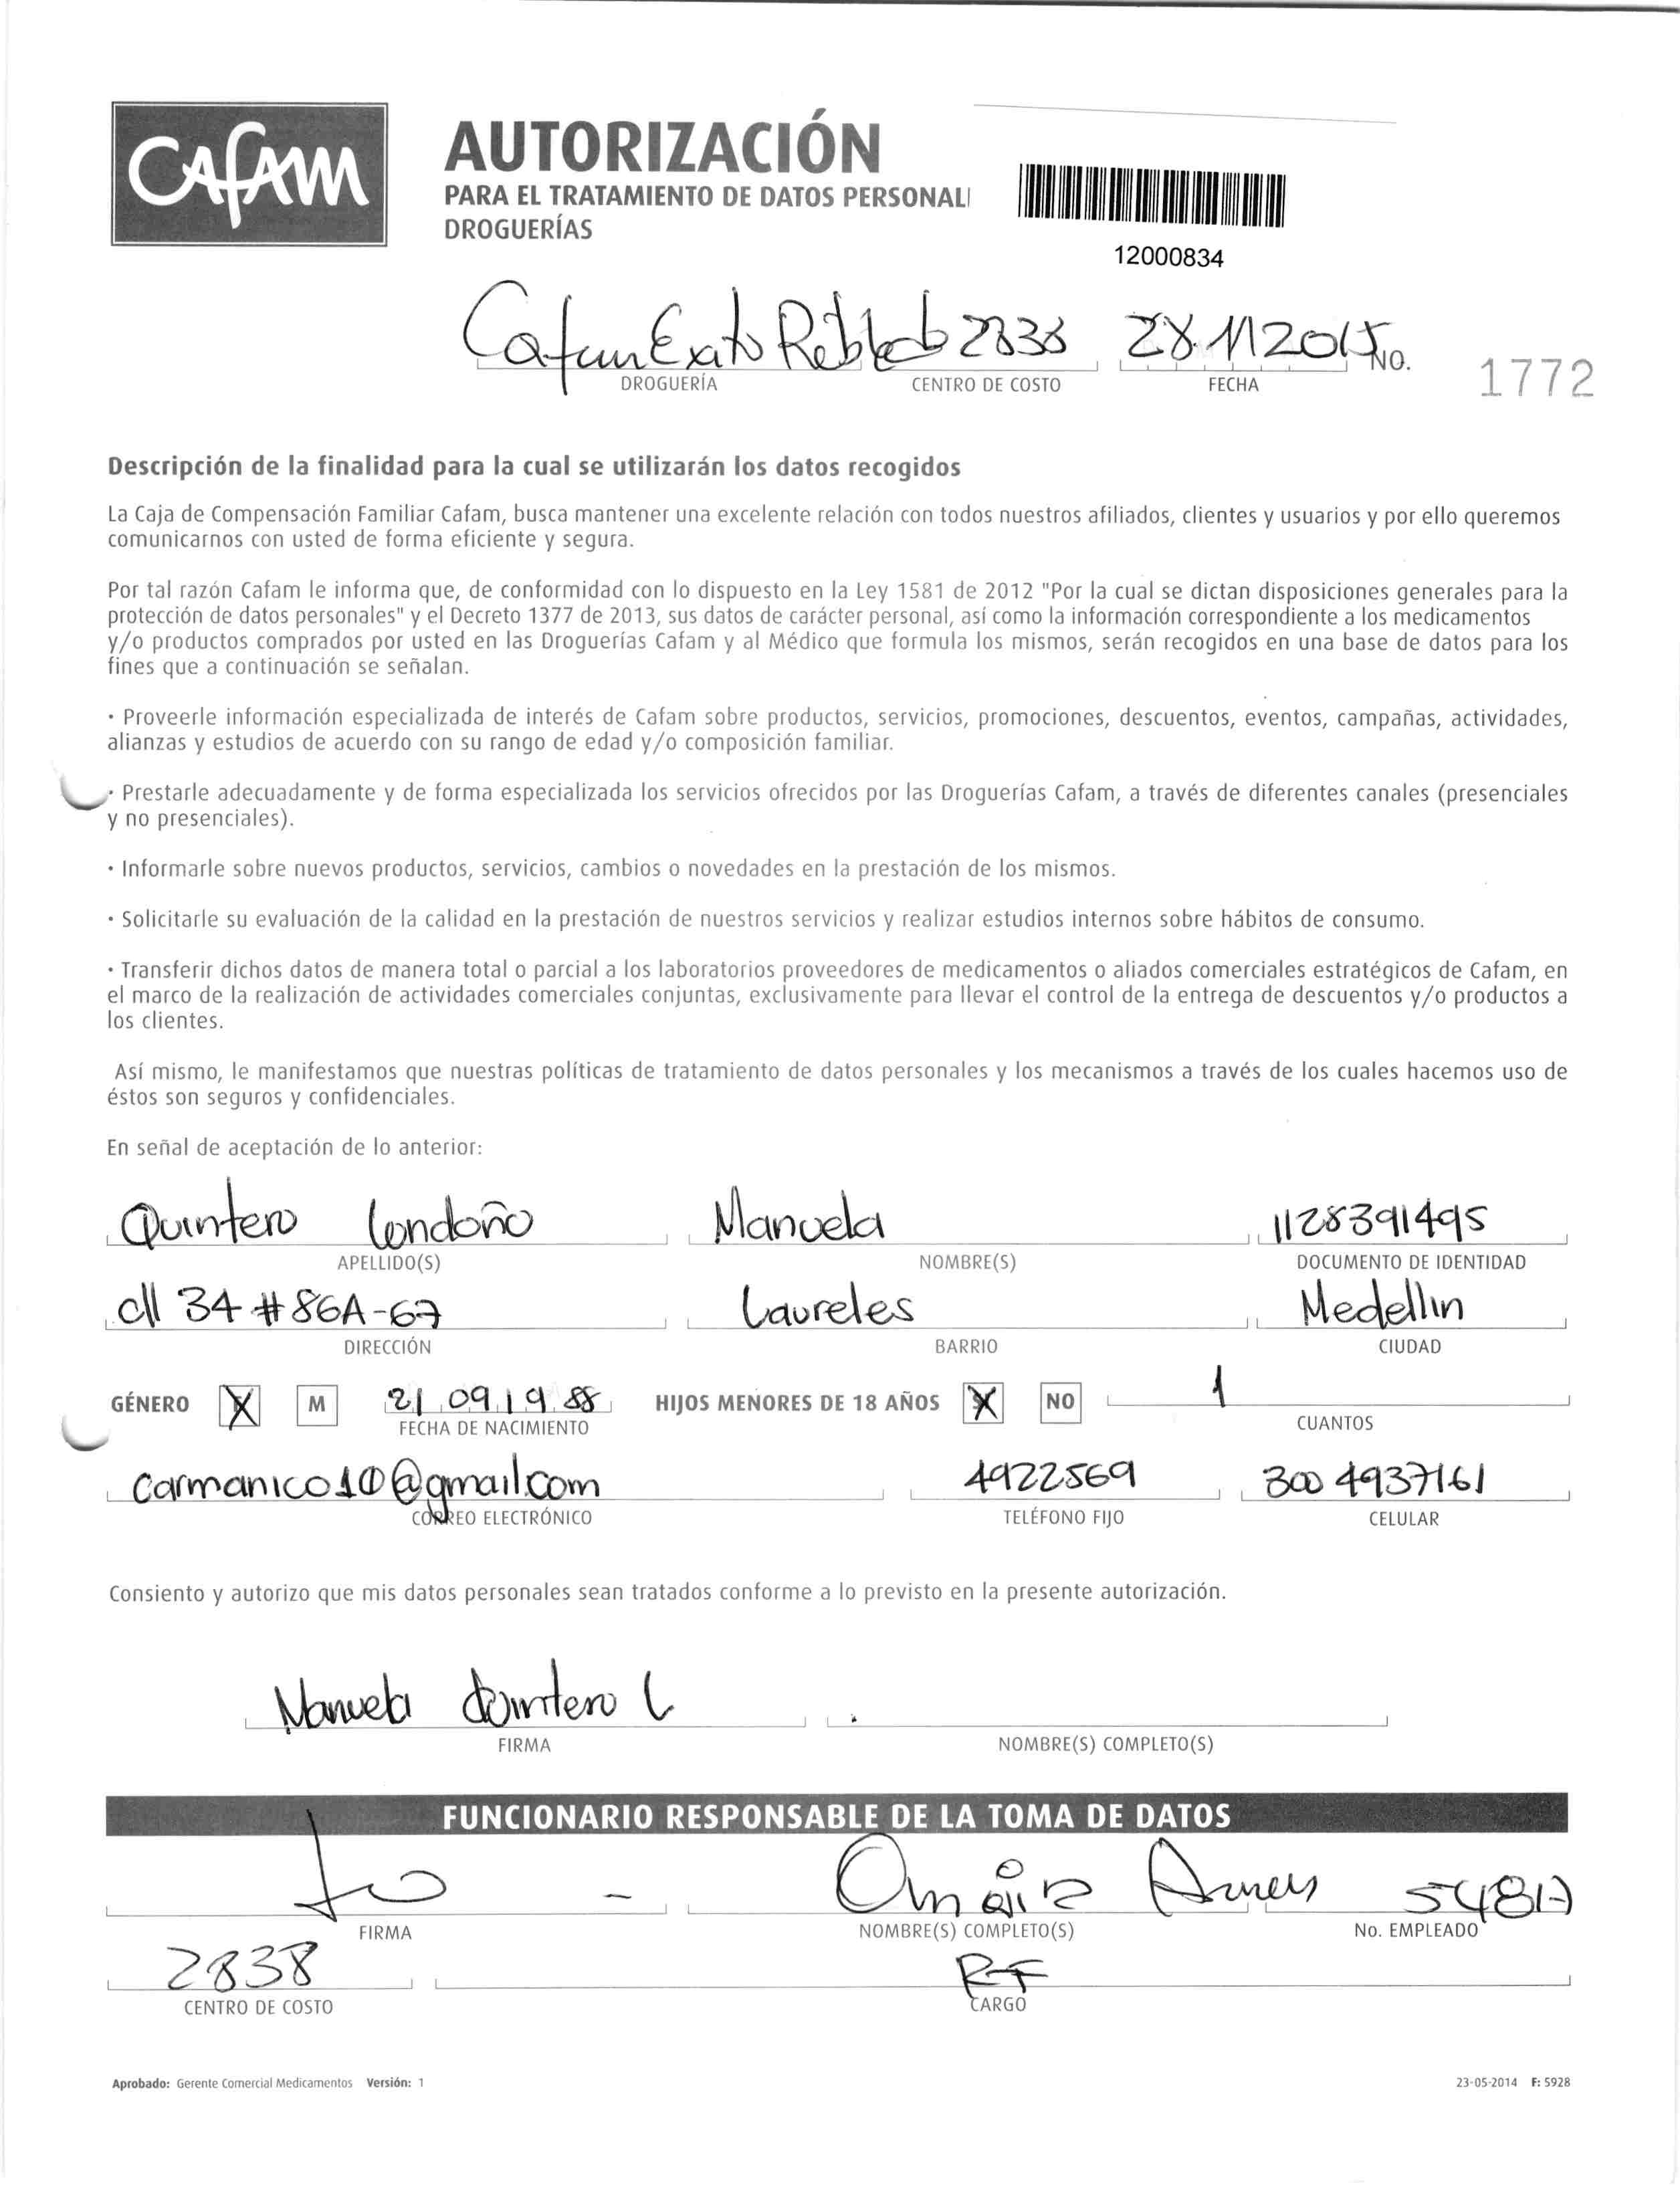 CAFAM
AUTORIZACIÓN
PARA EL TRATAMIENTO DE DATOS PERSONAL
DROGUERÍAS
12000834
Cafam Exito Robledo 2838 28 11 2015 No. 1772
DROGUERÍA CENTRO DE COSTO FECHA
Descripción de la finalidad para la cual se utilizarán los datos recogidos
La Caja de Compensación Familiar Cafam, busca mantener una excelente relación con todos nuestros afiliados, clientes y usuarios y por ello queremos
comunicarnos con usted de forma eficiente y segura.
Por tal razón Cafam le informa que, de conformidad con lo dispuesto en la Ley 1581 de 2012 "Por la cual se dictan disposiciones generales para la
protección de datos personales" y el Decreto 1377 de 2013, sus datos de carácter personal, así como la información correspondiente a los medicamentos
y/o productos comprados por usted en las Droguerías Cafam y al Médico que formula los mismos, serán recogidos en una base de datos para los
fines que a continuación se señalan.
· Proveerle información especializada de interés de Cafam sobre productos, servicios, promociones, descuentos, eventos, campañas, actividades,
alianzas y estudios de acuerdo con su rango de edad y/o composición familiar.
· Prestarle adecuadamente y de forma especializada los servicios ofrecidos por las Droguerías Cafam, a través de diferentes canales (presenciales
y no presenciales).
· Informarle sobre nuevos productos, servicios, cambios o novedades en la prestación de los mismos.
· Solicitarle su evaluación de la calidad en la prestación de nuestros servicios y realizar estudios internos sobre hábitos de consumo.
· Transferir dichos datos de manera total o parcial a los laboratorios proveedores de medicamentos o aliados comerciales estratégicos de Cafam, en
el marco de la realización de actividades comerciales conjuntas, exclusivamente para llevar el control de la entrega de descuentos y/o productos a
los clientes.
Así mismo, le manifestamos que nuestras políticas de tratamiento de datos personales y los mecanismos a través de los cuales hacemos uso de
éstos son seguros y confidenciales.
En señal de aceptación de lo anterior:
Quintero Londoño Manuela 1128391495
APELLIDO(S) NOMBRE(S) DOCUMENTO DE IDENTIDAD
cll 34 # 86A-67 Laureles Medellin
DIRECCIÓN BARRIO CIUDAD
GÉNERO X M 21 09 1988 HIJOS MENORES DE 18 AÑOS X NO 1
FECHA DE NACIMIENTO CUANTOS
carmanico10@gmail.com 4922569 300 4937161
CORREO ELECTRÓNICO TELÉFONO FIJO CELULAR
Consiento y autorizo que mis datos personales sean tratados conforme a lo previsto en la presente autorización.
Manuela Quintero L
FIRMA NOMBRE(S) COMPLETO(S)
FUNCIONARIO RESPONSABLE DE LA TOMA DE DATOS
FIRMA NOMBRE(S) COMPLETO(S) No. EMPLEADO
2838 RF
CENTRO DE COSTO CARGO
Aprobado: Gerente Comercial Medicamentos Versión: 1 23-05-2014 F: 5928